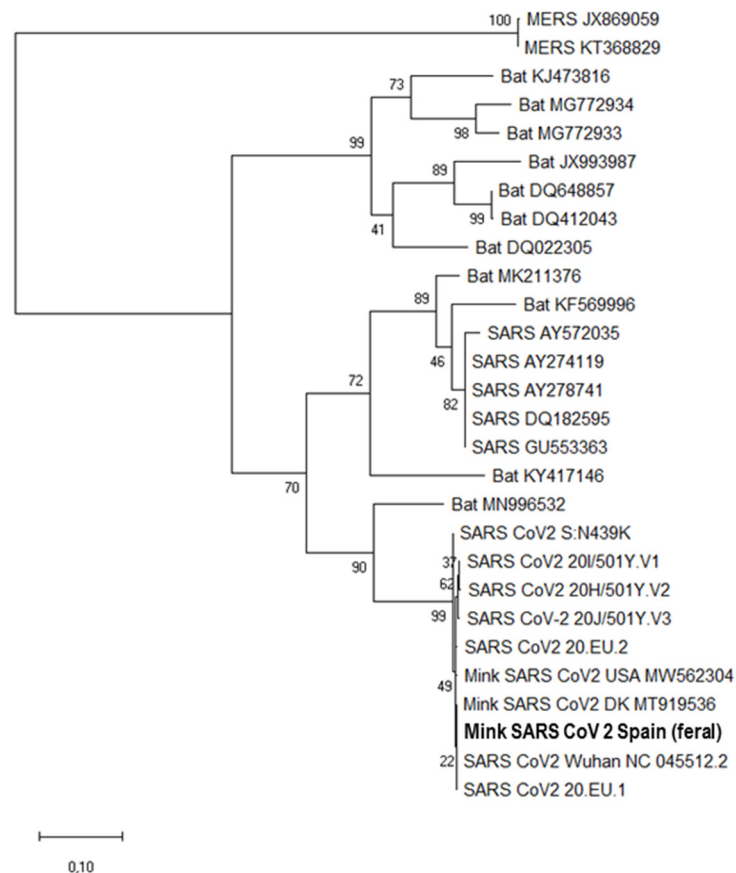 100
MERS JX869059
MERS KT368829
73
Bat KJ473816
Bat MG772934
98
Bat MG772933
99
89
Bat JX993987
Bat DQ648857
99
Bat DQ412043
41
Bat DQ022305
89
Bat MK211376
Bat KF569996
46
SARS AY572035
SARS AY274119
72
SARS AY278741
82
SARS DQ182595
SARS GU553363
70
Bat KY417146
Bat MN996532
90
SARS CoV2 S:N439K
37
SARS CoV2 20I/501Y.V1
62
SARS CoV2 20H/501Y.V2
99
SARS CoV-2 20J/501Y.V3
SARS CoV2 20.EU.2
49
Mink SARS CoV2 USA MW562304
Mink SARS CoV2 DK MT919536
Mink SARS CoV 2 Spain (feral)
22
SARS CoV2 Wuhan NC 045512.2
SARS CoV2 20.EU.1
0,10